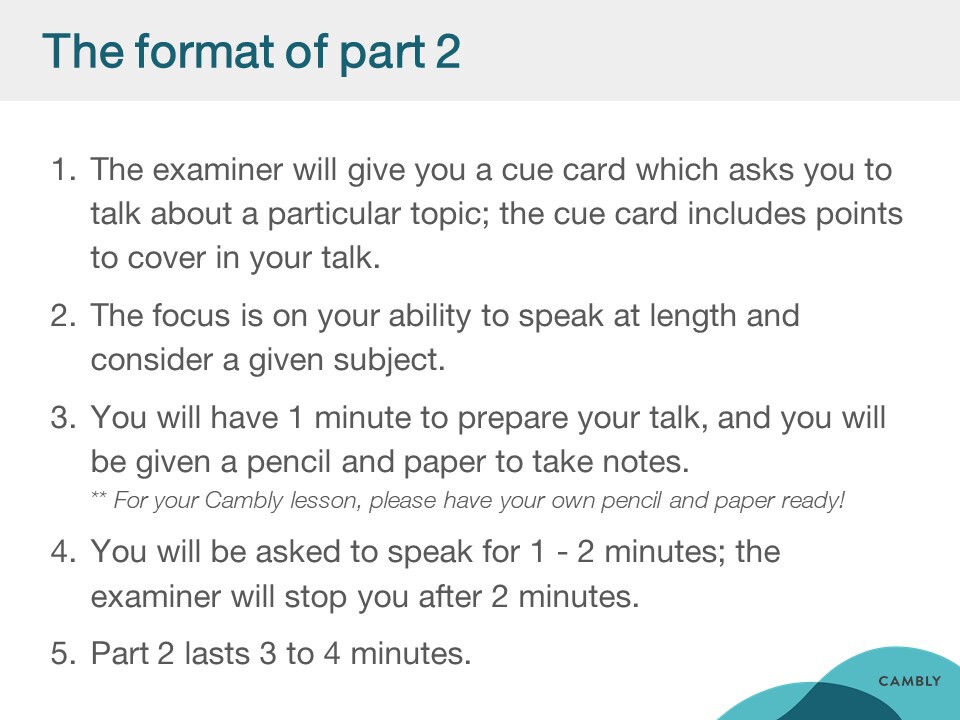 The format of part 2
1. The examiner will give you a cue card which asks you to
talk about a particular topic; the cue card includes points
to cover in your talk.
2. The focus is on your ability to speak at length and
consider a given subject.
3. You will have 1 minute to prepare your talk, and you will
be given a pencil and paper to take notes.
** For your Cambly lesson, please have your own pencil and paper ready!
4. You will be asked to speak for 1 - 2 minutes; the
examiner will stop you after 2 minutes.
5. Part 2 lasts 3 to 4 minutes.
CAMBLY